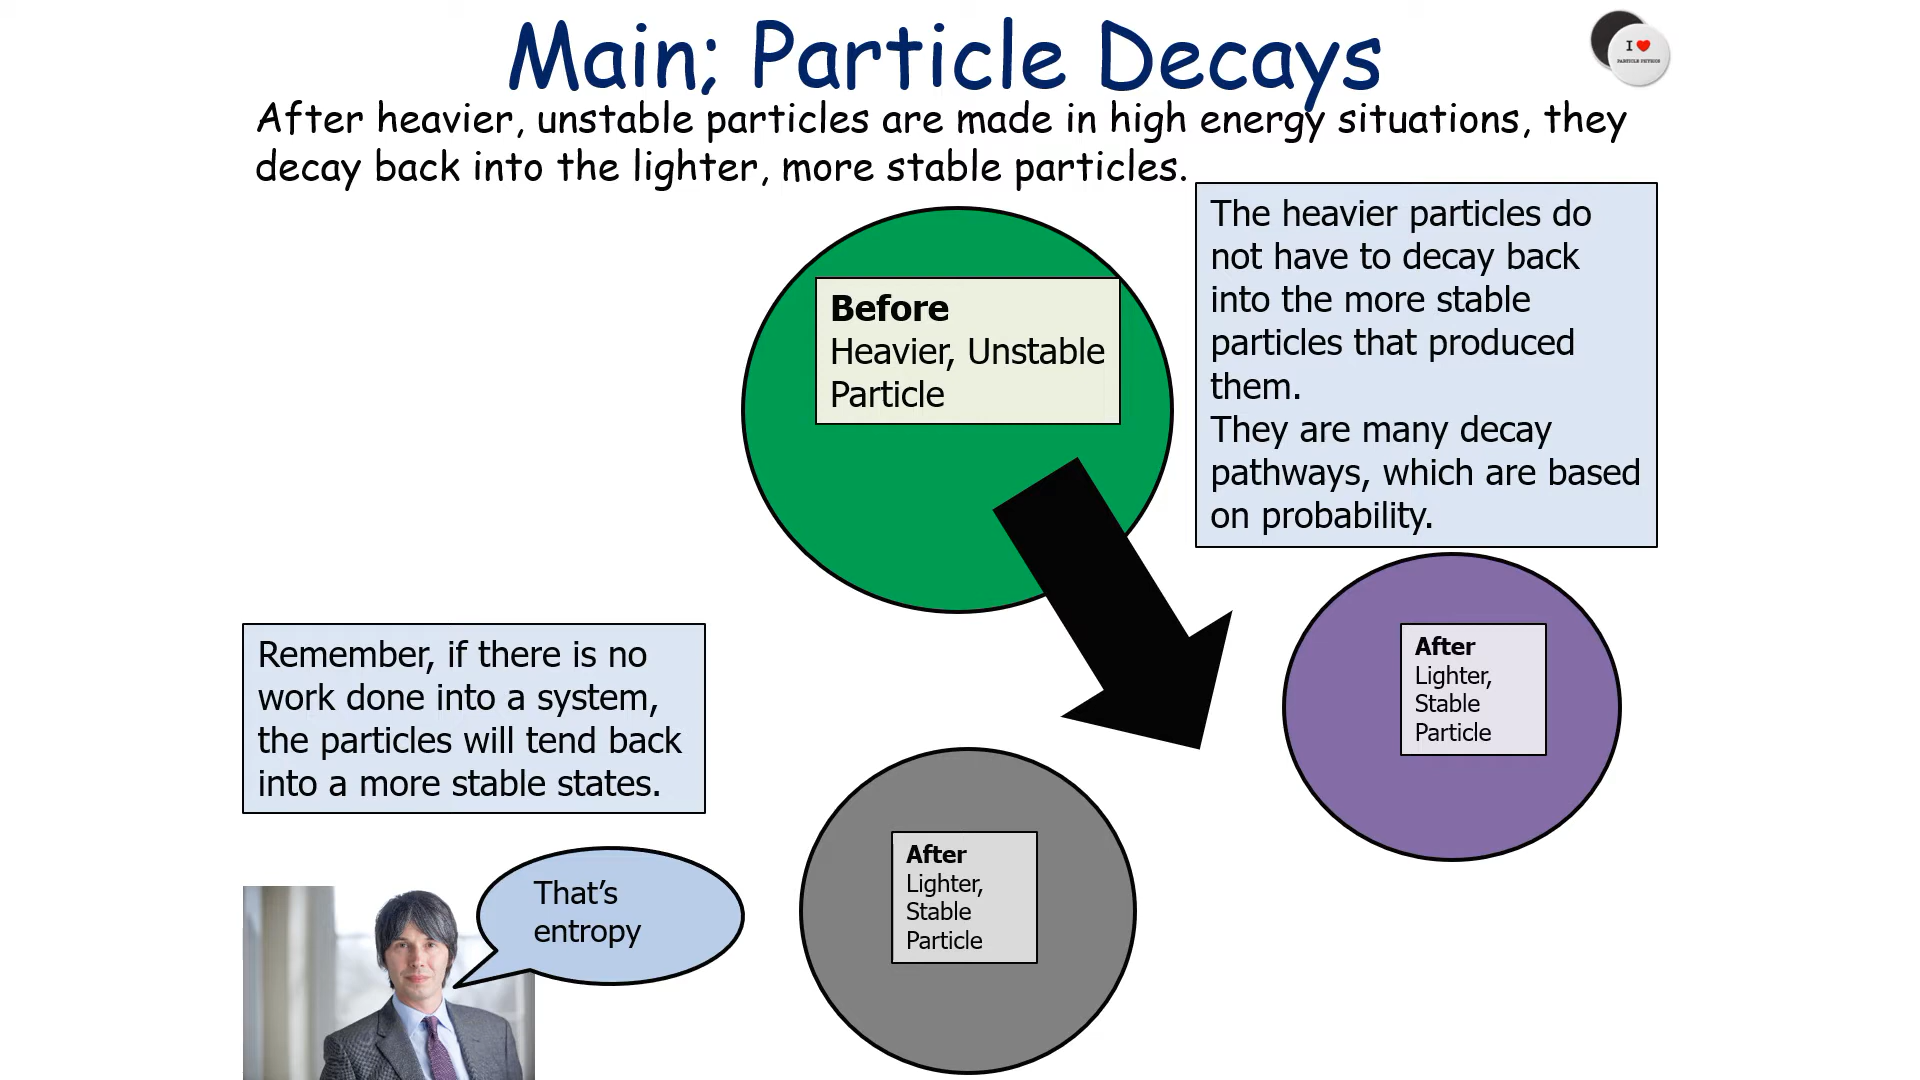 Main; Particle Decays
I ❤
PARTICLE PHYSICS
After heavier, unstable particles are made in high energy situations, they
decay back into the lighter, more stable particles.
The heavier particles do
not have to decay back
into the more stable
particles that produced
them.
They are many decay
pathways, which are based
on probability.
Before
Heavier, Unstable
Particle
Remember, if there is no
work done into a system,
the particles will tend back
into a more stable states.
After
Lighter,
Stable
Particle
That's
entropy
After
Lighter,
Stable
Particle